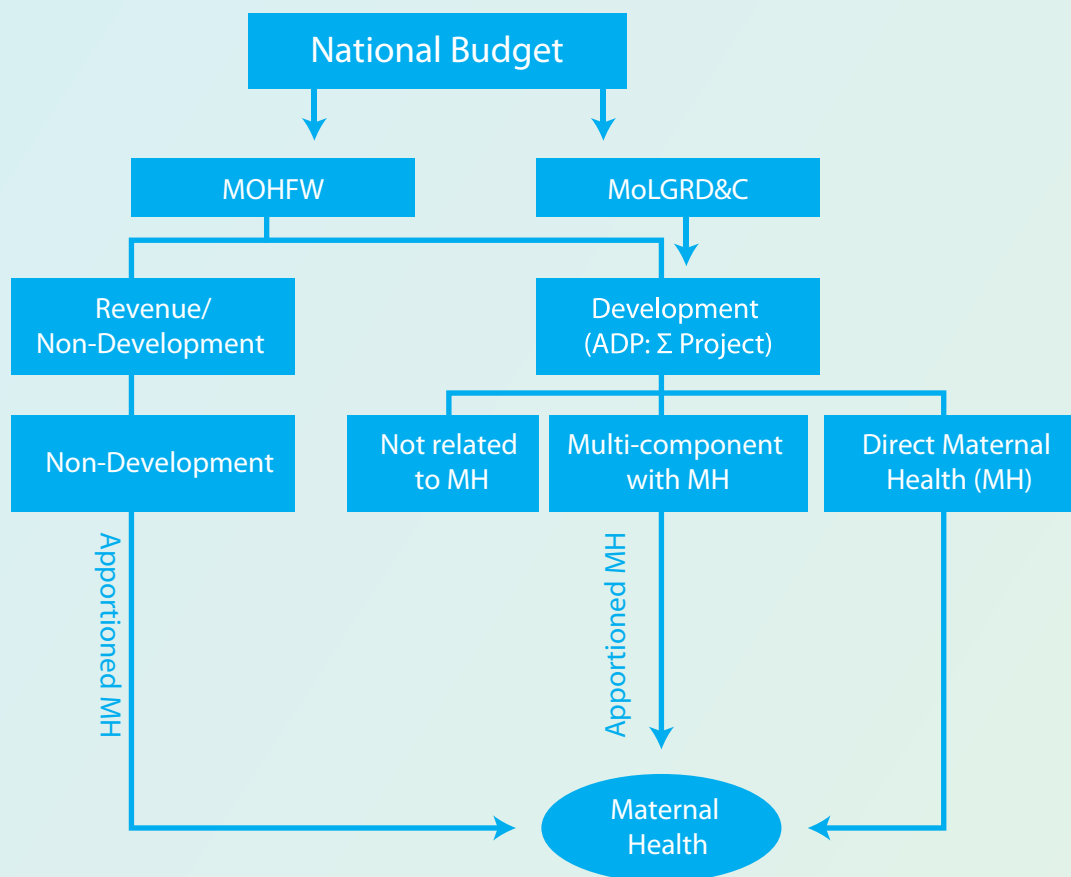 National Budget
MOHFW
MoLGRD&C
Revenue/
Non-Development
Development
(ADP: Σ Project)
Non-Development
Not related
to MH
Multi-component
with MH
Direct Maternal
Health (MH)
Apportioned MH
Apportioned MH
Maternal
Health